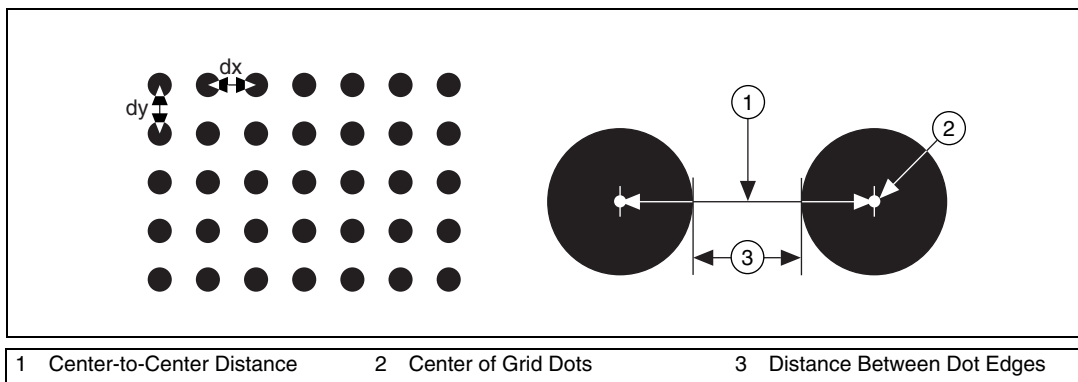 dx
dy
1
2
3
1 Center-to-Center Distance 2 Center of Grid Dots 3 Distance Between Dot Edges